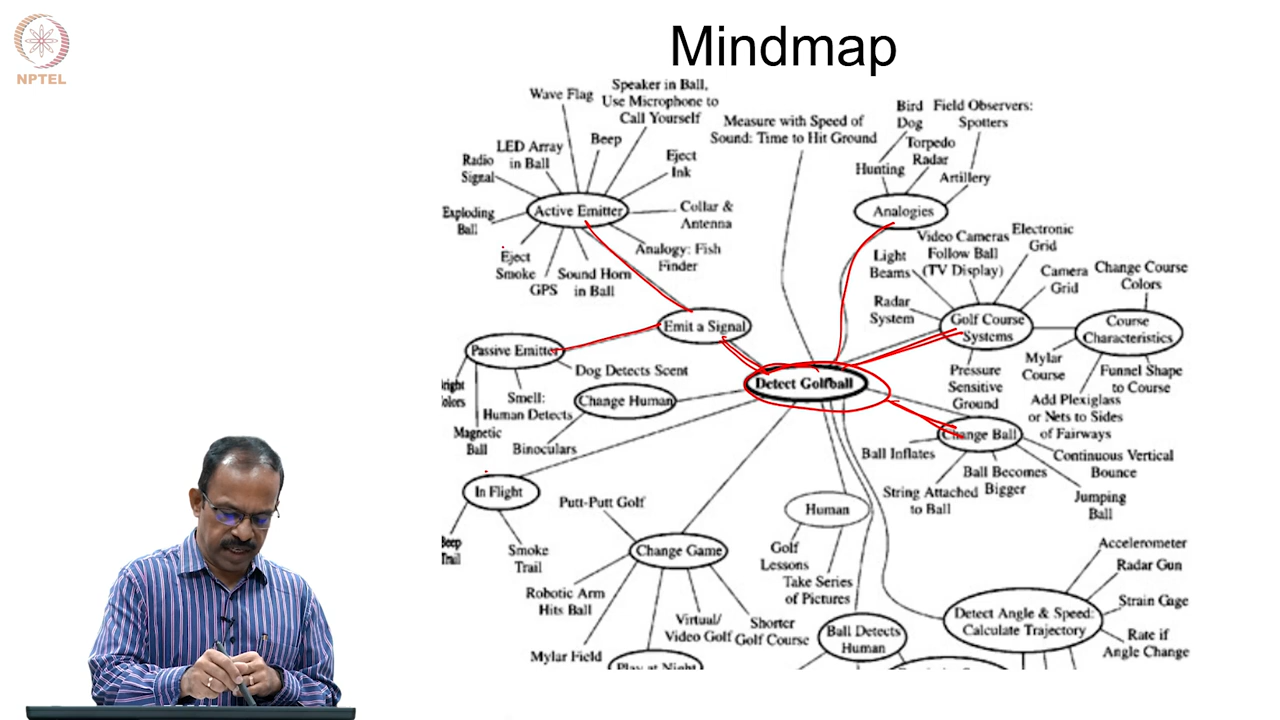 NPTEL
Mindmap
Wave Flag
Speaker in Ball,
Use Microphone to
Call Yourself
Beep
LED Array
in Ball
Radio
Signal
Eject
Ink
Exploding
Ball
Active Emitter
Collar &
Antenna
Eject
Smoke
GPS
Sound Horn
in Ball
Analogy: Fish
Finder
Measure with Speed of
Sound: Time to Hit Ground
Bird
Dog
Field Observers:
Spotters
Torpedo
Radar
Hunting
Artillery
Analogies
Video Cameras
Follow Ball
(TV Display)
Electronic
Grid
Light
Beams
Camera
Grid
Change Course
Colors
Radar
System
Golf Course
Systems
Course
Characteristics
Pressure
Sensitive
Ground
Mylar
Course
Funnel Shape
to Course
Add Plexiglass
or Nets to Sides
of Fairways
Emit a Signal
Passive Emitter
Dog Detects Scent
Smell:
Human Detects
Magnetic
Ball
Change Human
Binoculars
Detect Golfball
Change Ball
Ball Inflates
Continuous Vertical
Bounce
Ball Becomes
Bigger
String Attached
to Ball
Jumping
Ball
In Flight
Smoke
Trail
Putt-Putt Golf
Change Game
Robotic Arm
Hits Ball
Virtual/
Video Golf
Shorter
Golf Course
Mylar Field
Play at Night
Human
Golf
Lessons
Take Series
of Pictures
Ball Detects
Human
Detect Angle & Speed:
Calculate Trajectory
Accelerometer
Radar Gun
Strain Gage
Rate if
Angle Change